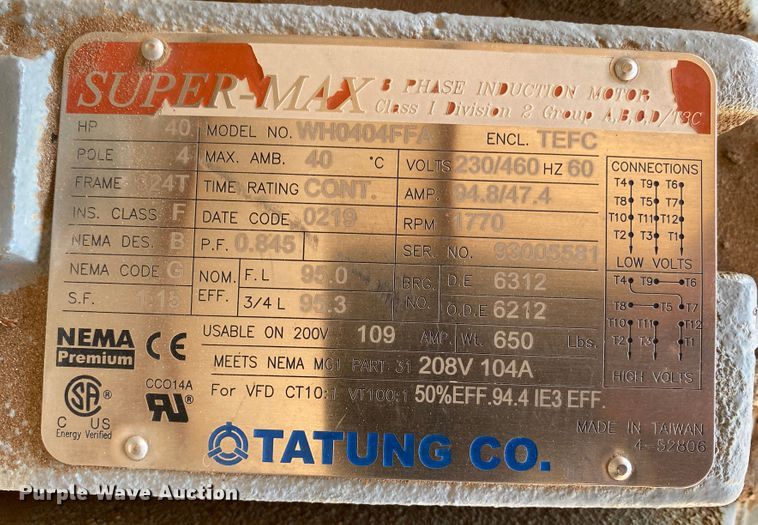 SUPER-MAX 3 PHASE INDUCTION MOTOR
Class 1 Division 2 Group A,B,C,D/T3C
HP 40 MODEL NO. WH0404FFA ENCL. TEFC
POLE 4 MAX. AMB. 40 °C VOLTS 230/460 HZ 60
FRAME 324T TIME RATING CONT. AMP. 94.8/47.4
INS. CLASS F DATE CODE 0219 RPM 1770
NEMA DES. B P.F. 0.845 SER. NO. 93005581
NEMA CODE G NOM. EFF. F.L 95.0 BRG. NO. D.E 6312
S.F. 1.15 3/4 L 95.3 O.D.E 6212
USABLE ON 200V 109 AMP. Wt. 650 Lbs.
MEETS NEMA MG1 PART 31 208V 104A
For VFD CT10:1 VT100:1 50%EFF.94.4 IE3 EFF.
CONNECTIONS
T4 T9 T6
T8 T5 T7
T10 T11 T12
T2 T3 T1
LOW VOLTS
T4 T9 T6
T8 T5 T7
T10 T11 T12
T2 T3 T1
HIGH VOLTS
NEMA
Premium
CE
CC014A
SA
C US
Energy Verified
UR
TATUNG CO.
MADE IN TAIWAN
4-52806
Purple Wave Auction